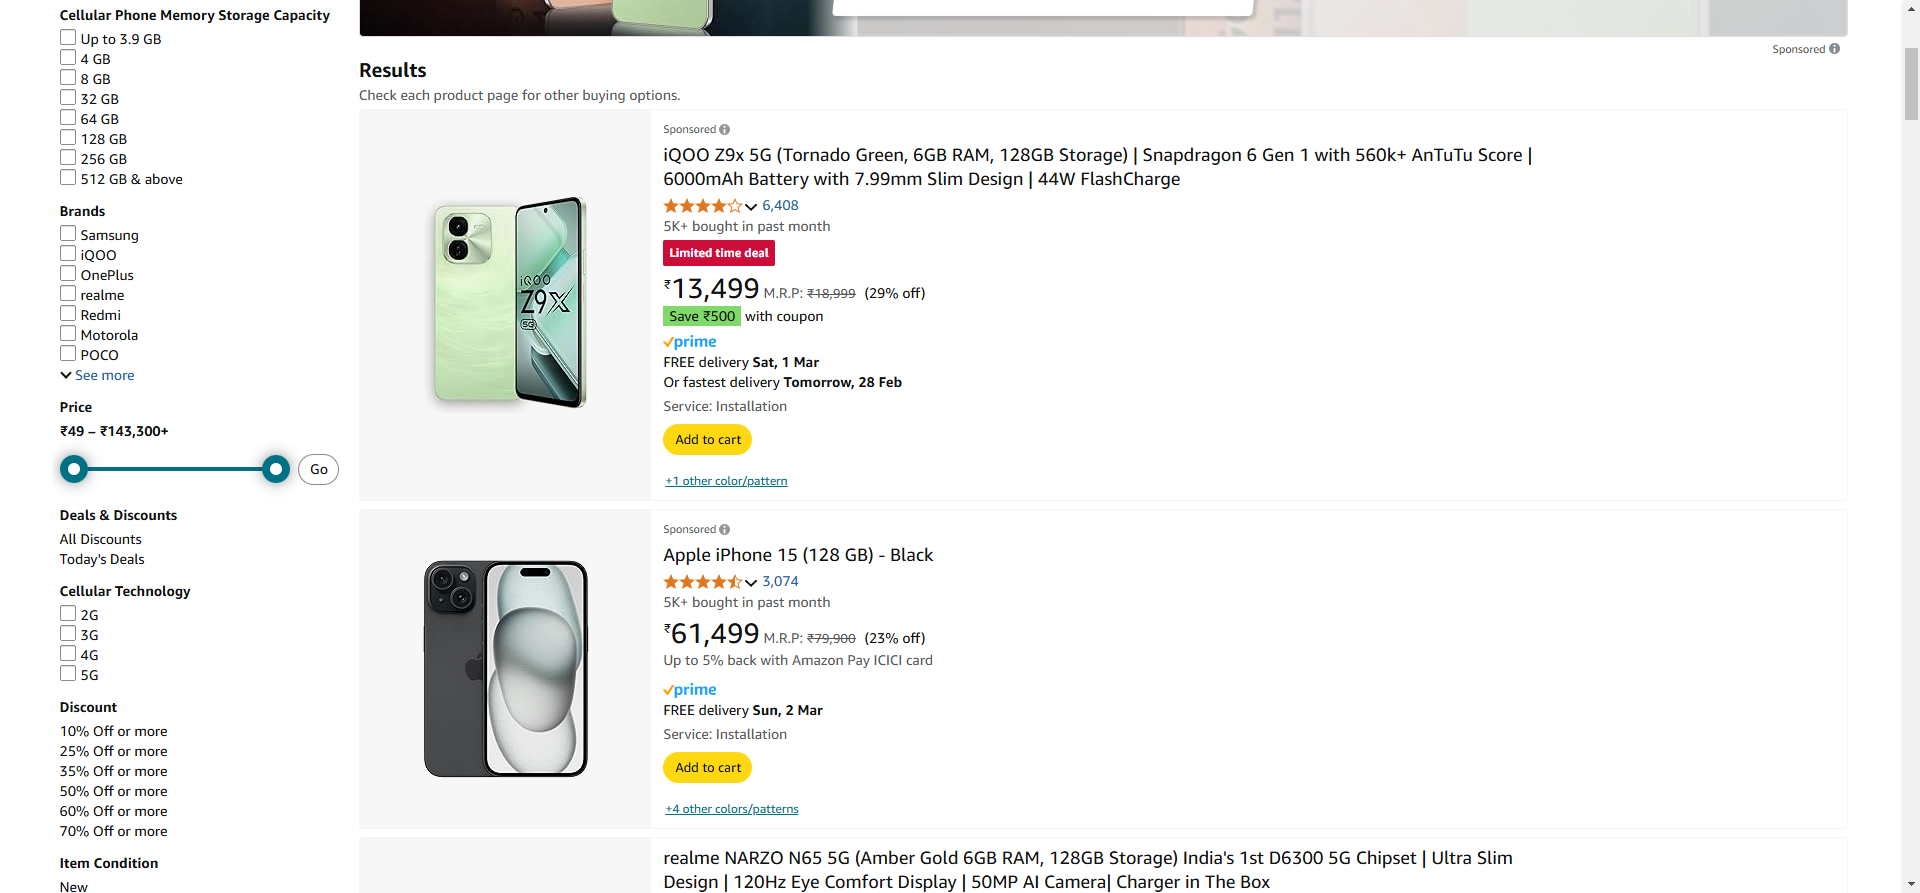 Cellular Phone Memory Storage Capacity
Up to 3.9 GB
4 GB
8 GB
32 GB
64 GB
128 GB
256 GB
512 GB & above
Brands
Samsung
iQOO
OnePlus
realme
Redmi
Motorola
POCO
See more
Price
₹49 – ₹143,300+
Go
Deals & Discounts
All Discounts
Today's Deals
Cellular Technology
2G
3G
4G
5G
Discount
10% Off or more
25% Off or more
35% Off or more
50% Off or more
60% Off or more
70% Off or more
Item Condition
New
Sponsored
Results
Check each product page for other buying options.
iQOO
Z9X
5G
Sponsored
iQOO Z9x 5G (Tornado Green, 6GB RAM, 128GB Storage) | Snapdragon 6 Gen 1 with 560k+ AnTuTu Score |
6000mAh Battery with 7.99mm Slim Design | 44W FlashCharge
6,408
5K+ bought in past month
Limited time deal
₹13,499 M.R.P: ₹18,999 (29% off)
Save ₹500 with coupon
prime
FREE delivery Sat, 1 Mar
Or fastest delivery Tomorrow, 28 Feb
Service: Installation
Add to cart
+1 other color/pattern
Sponsored
Apple iPhone 15 (128 GB) - Black
3,074
5K+ bought in past month
₹61,499 M.R.P: ₹79,900 (23% off)
Up to 5% back with Amazon Pay ICICI card
prime
FREE delivery Sun, 2 Mar
Service: Installation
Add to cart
+4 other colors/patterns
realme NARZO N65 5G (Amber Gold 6GB RAM, 128GB Storage) India's 1st D6300 5G Chipset | Ultra Slim
Design | 120Hz Eye Comfort Display | 50MP AI Camera| Charger in The Box